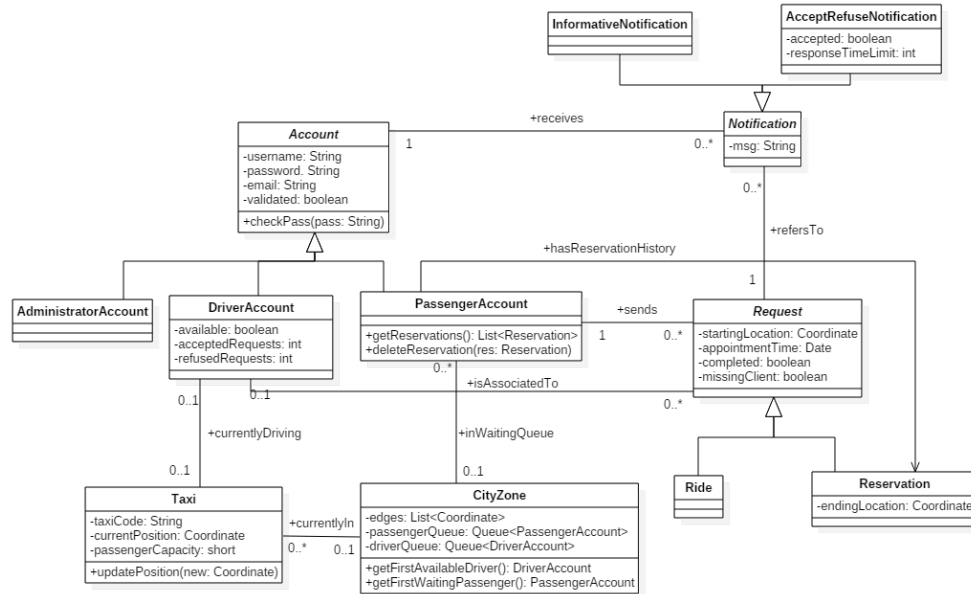 InformativeNotification
AcceptRefuseNotification
-accepted: boolean
-responseTimeLimit: int
+receives
1
0..*
Notification
-msg: String
0..*
Account
-username: String
-password. String
-email: String
-validated: boolean
+checkPass(pass: String)
+refersTo
+hasReservationHistory
1
AdministratorAccount
DriverAccount
-available: boolean
-acceptedRequests: int
-refusedRequests: int
PassengerAccount
+getReservations(): List<Reservation>
+deleteReservation(res: Reservation)
+sends
1
0..*
Request
-startingLocation: Coordinate
-appointmentTime: Date
-completed: boolean
-missingClient: boolean
0..*
+isAssociatedTo
0..1
0..1
0..*
+currentlyDriving
+inWaitingQueue
0..1
0..1
Taxi
-taxiCode: String
-currentPosition: Coordinate
-passengerCapacity: short
+updatePosition(new: Coordinate)
+currentlyIn
0..*
0..1
CityZone
-edges: List<Coordinate>
-passengerQueue: Queue<PassengerAccount>
-driverQueue: Queue<DriverAccount>
+getFirstAvailableDriver(): DriverAccount
+getFirstWaitingPassenger(): PassengerAccount
Ride
Reservation
-endingLocation: Coordinate